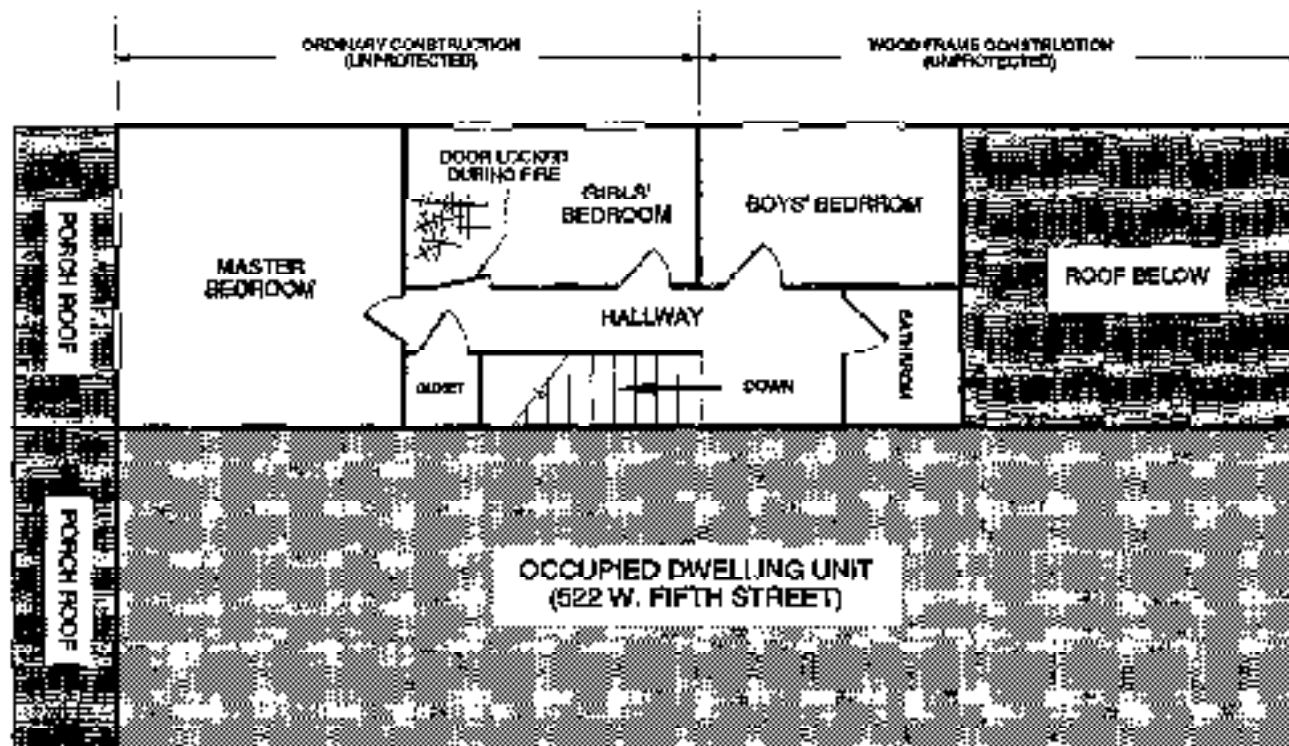 ORDINARY CONSTRUCTION
(UNPROTECTED)
WOOD FRAME CONSTRUCTION
(UNPROTECTED)
DOOR LOCKED
DURING FIRE
GIRLS'
BEDROOM
BOYS' BEDRROM
MASTER
BEDROOM
PORCH ROOF
ROOF BELOW
HALLWAY
BATHROOM
CLOSET
DOWN
PORCH ROOF
OCCUPIED DWELLING UNIT
(522 W. FIFTH STREET)